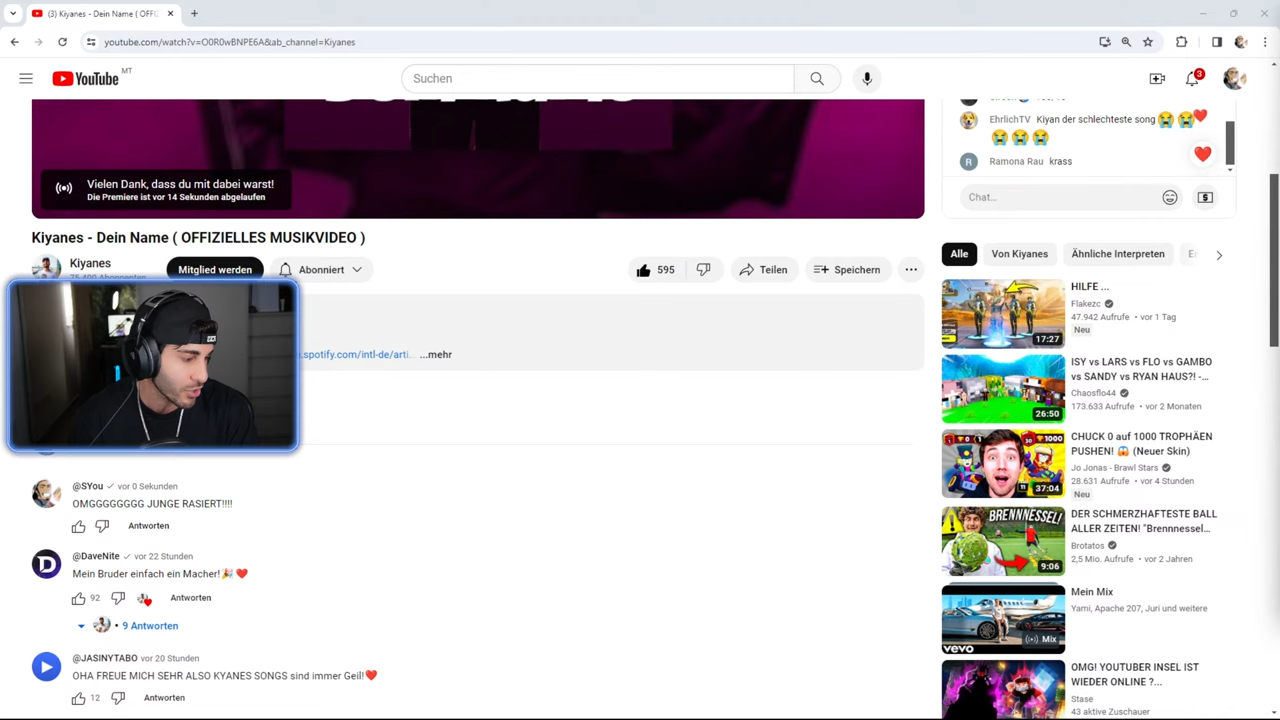 (3) Kiyanes - Dein Name ( OFFIZ
youtube.com/watch?v=O0R0wBNPE6A&ab_channel=Kiyanes
YouTube MT
Suchen
3
EhrlichTV Kiyan der schlechteste song 😭😭❤️
😭😭😭
R Ramona Rau krass
Chat...
Vielen Dank, dass du mit dabei warst!
Die Premiere ist vor 14 Sekunden abgelaufen
Kiyanes - Dein Name ( OFFIZIELLES MUSIKVIDEO )
Kiyanes
75.400 Abonnenten
Mitglied werden
Abonniert
595
Teilen
Speichern
.spotify.com/intl-de/arti... ...mehr
@SYou vor 0 Sekunden
OMGGGGGGGG JUNGE RASIERT!!!!
Antworten
D @DaveNite vor 22 Stunden
Mein Bruder einfach ein Macher!🎉 ❤️
92 Antworten
• 9 Antworten
@JASINYTABO vor 20 Stunden
OHA FREUE MICH SEHR ALSO KYANES SONGS sind immer Geil!❤️
12 Antworten
Alle
Von Kiyanes
Ähnliche Interpreten
17:27
HILFE ...
Flakezc
47.942 Aufrufe • vor 1 Tag
Neu
26:50
ISY vs LARS vs FLO vs GAMBO
vs SANDY vs RYAN HAUS?! -...
Chaosflo44
173.633 Aufrufe • vor 2 Monaten
1000
37:04
CHUCK 0 auf 1000 TROPHÄEN
PUSHEN! 😱 (Neuer Skin)
Jo Jonas - Brawl Stars
28.631 Aufrufe • vor 4 Stunden
Neu
BRENNNESSEL!
9:06
DER SCHMERZHAFTESTE BALL
ALLER ZEITEN! "Brennnessel...
Brotatos
2,5 Mio. Aufrufe • vor 2 Jahren
vevo
Mix
Mein Mix
Yami, Apache 207, Juri und weitere
OMG! YOUTUBER INSEL IST
WIEDER ONLINE ?...
Stase
43 aktive Zuschauer